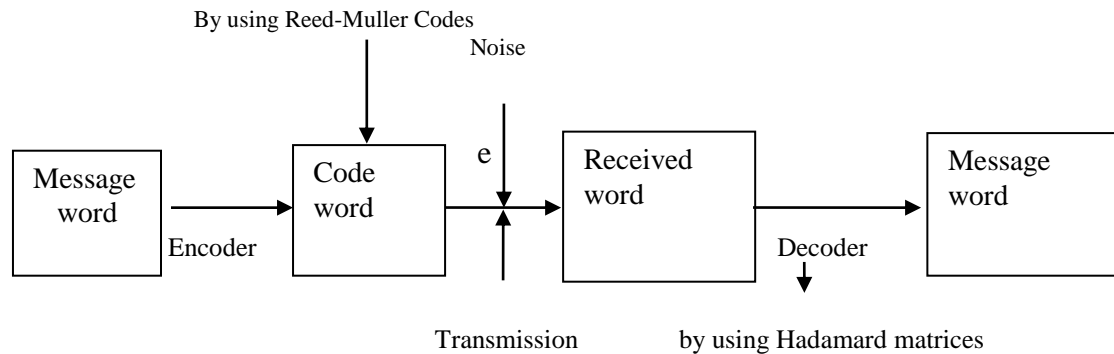 By using Reed-Muller Codes
Noise
Message
word
Encoder
Code
word
e
Received
word
Decoder
Message
word
Transmission
by using Hadamard matrices